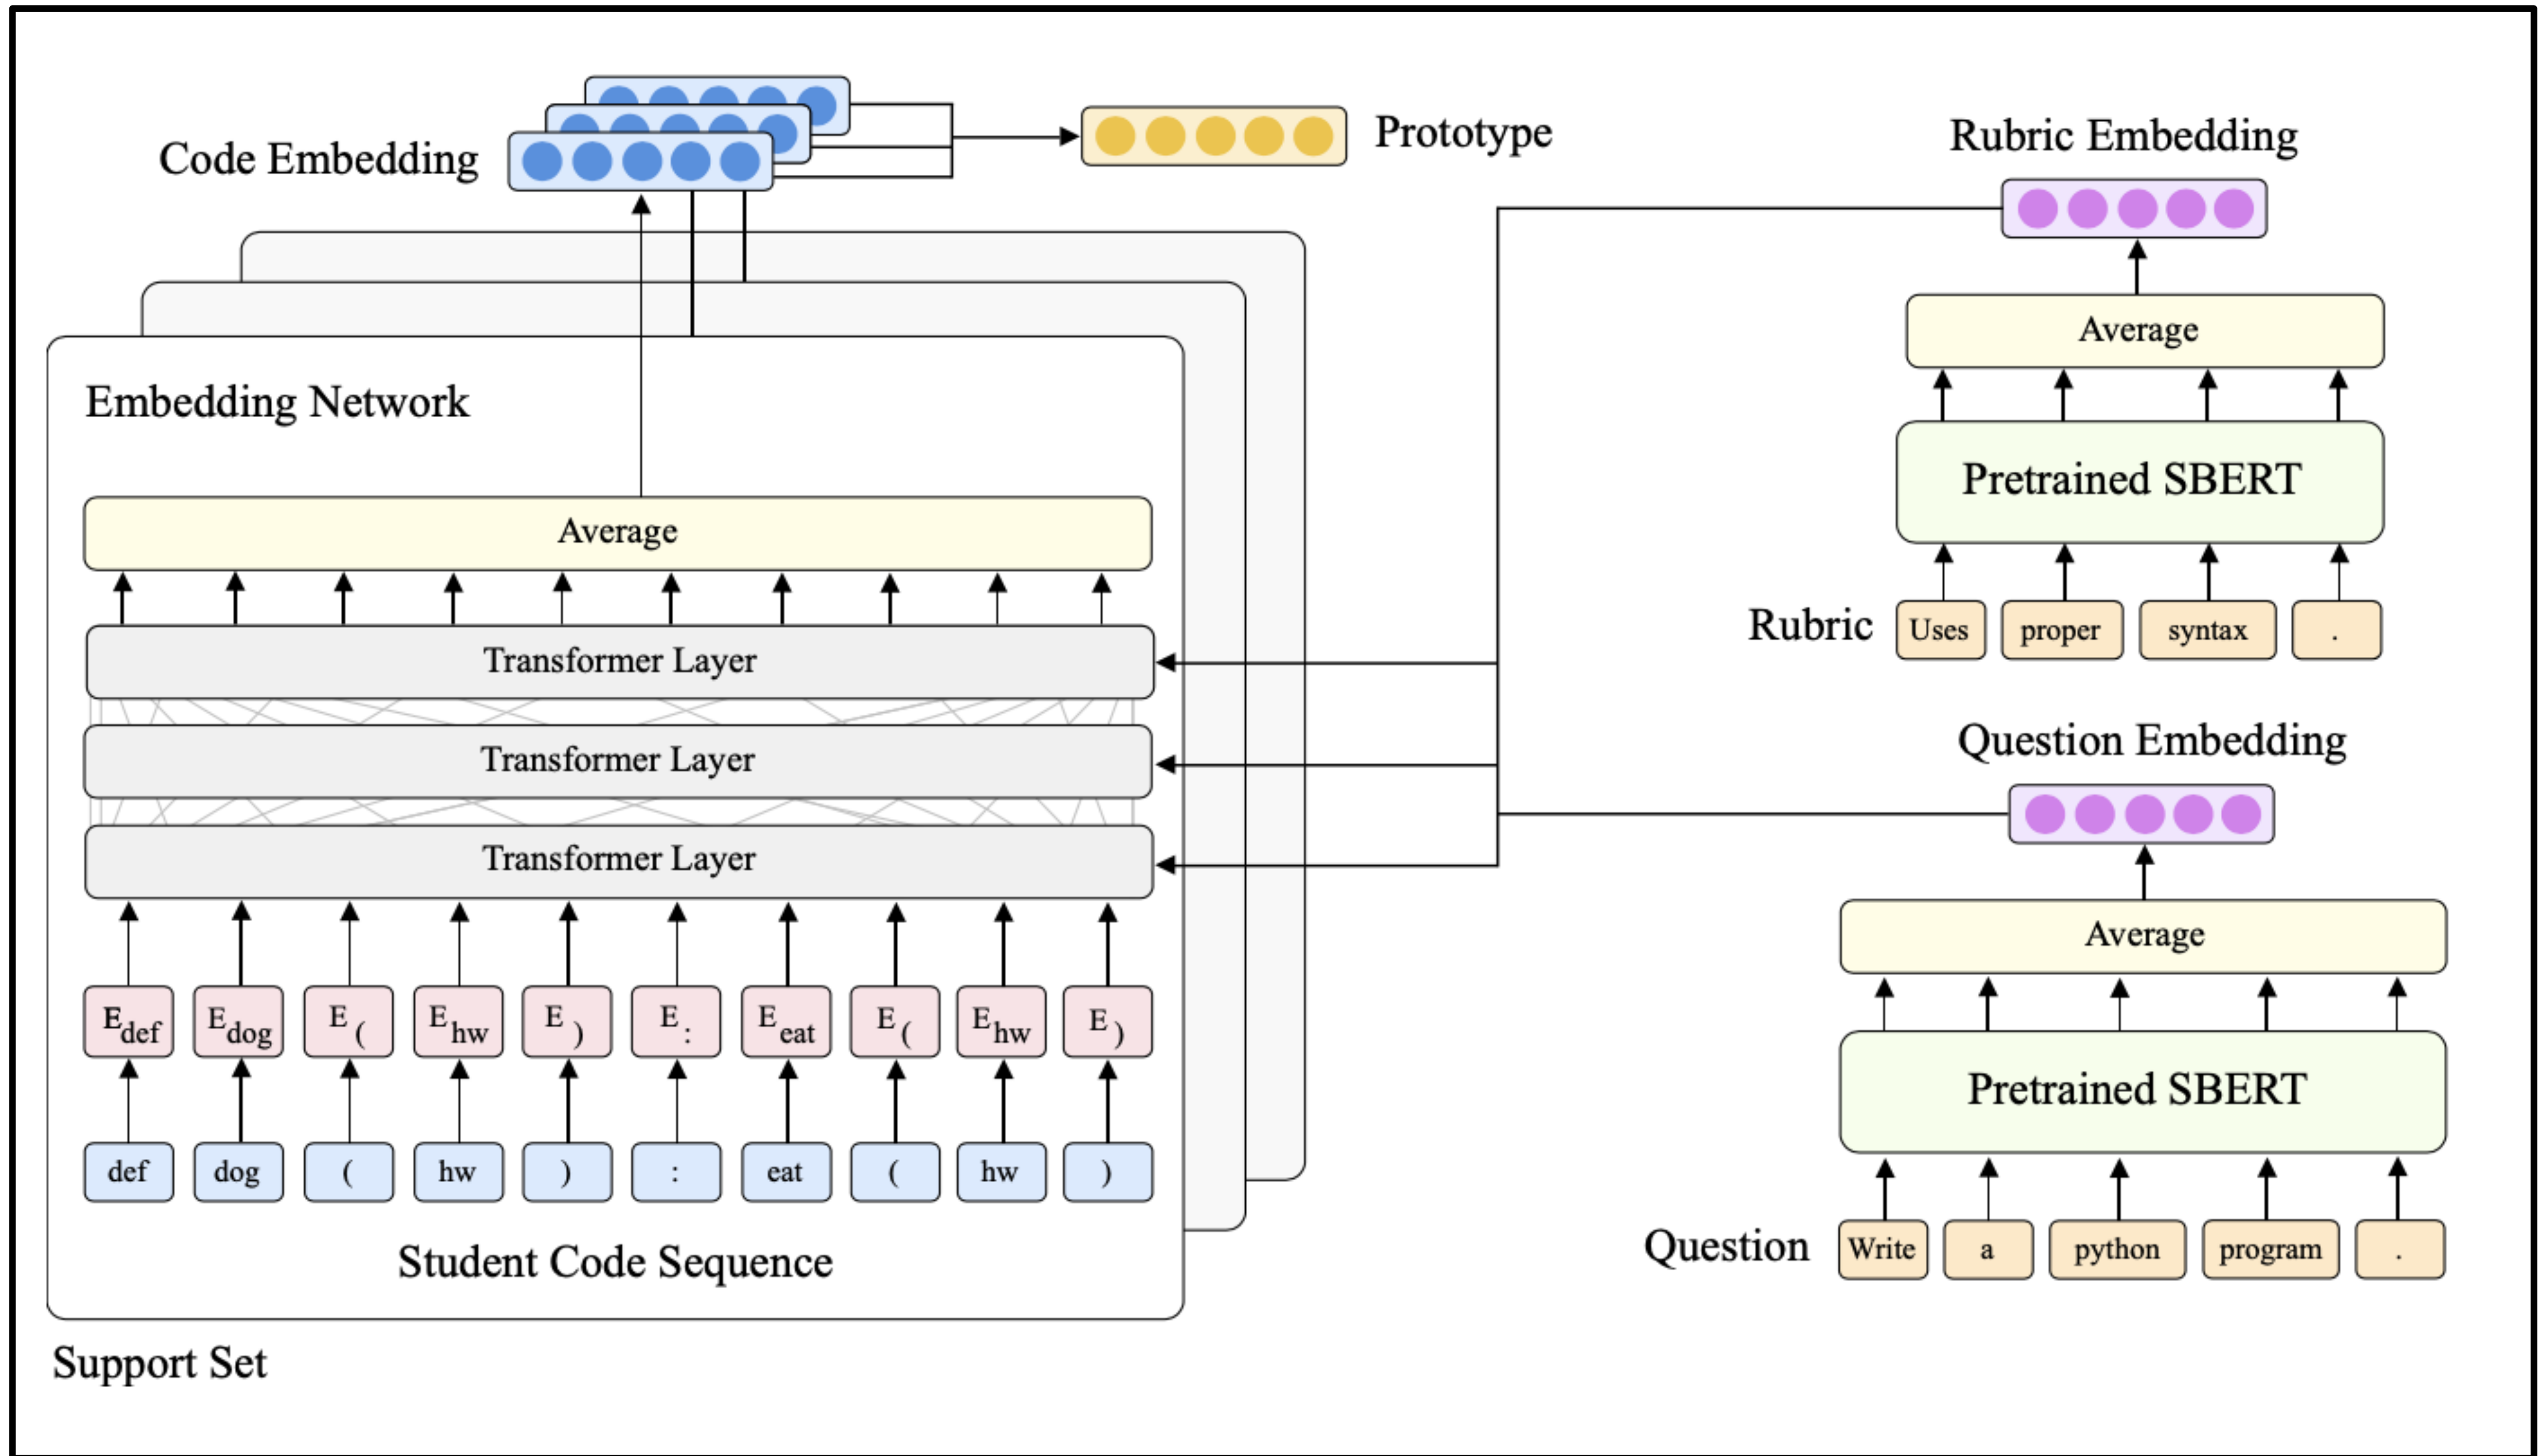 Code Embedding
Prototype
Embedding Network
Average
Transformer Layer
Transformer Layer
Transformer Layer
E def E dog E ( E hw E ) E : E eat E ( E hw E )
def dog ( hw ) : eat ( hw )
Student Code Sequence
Support Set
Rubric Embedding
Average
Pretrained SBERT
Rubric Uses proper syntax .
Question Embedding
Average
Pretrained SBERT
Question Write a python program .